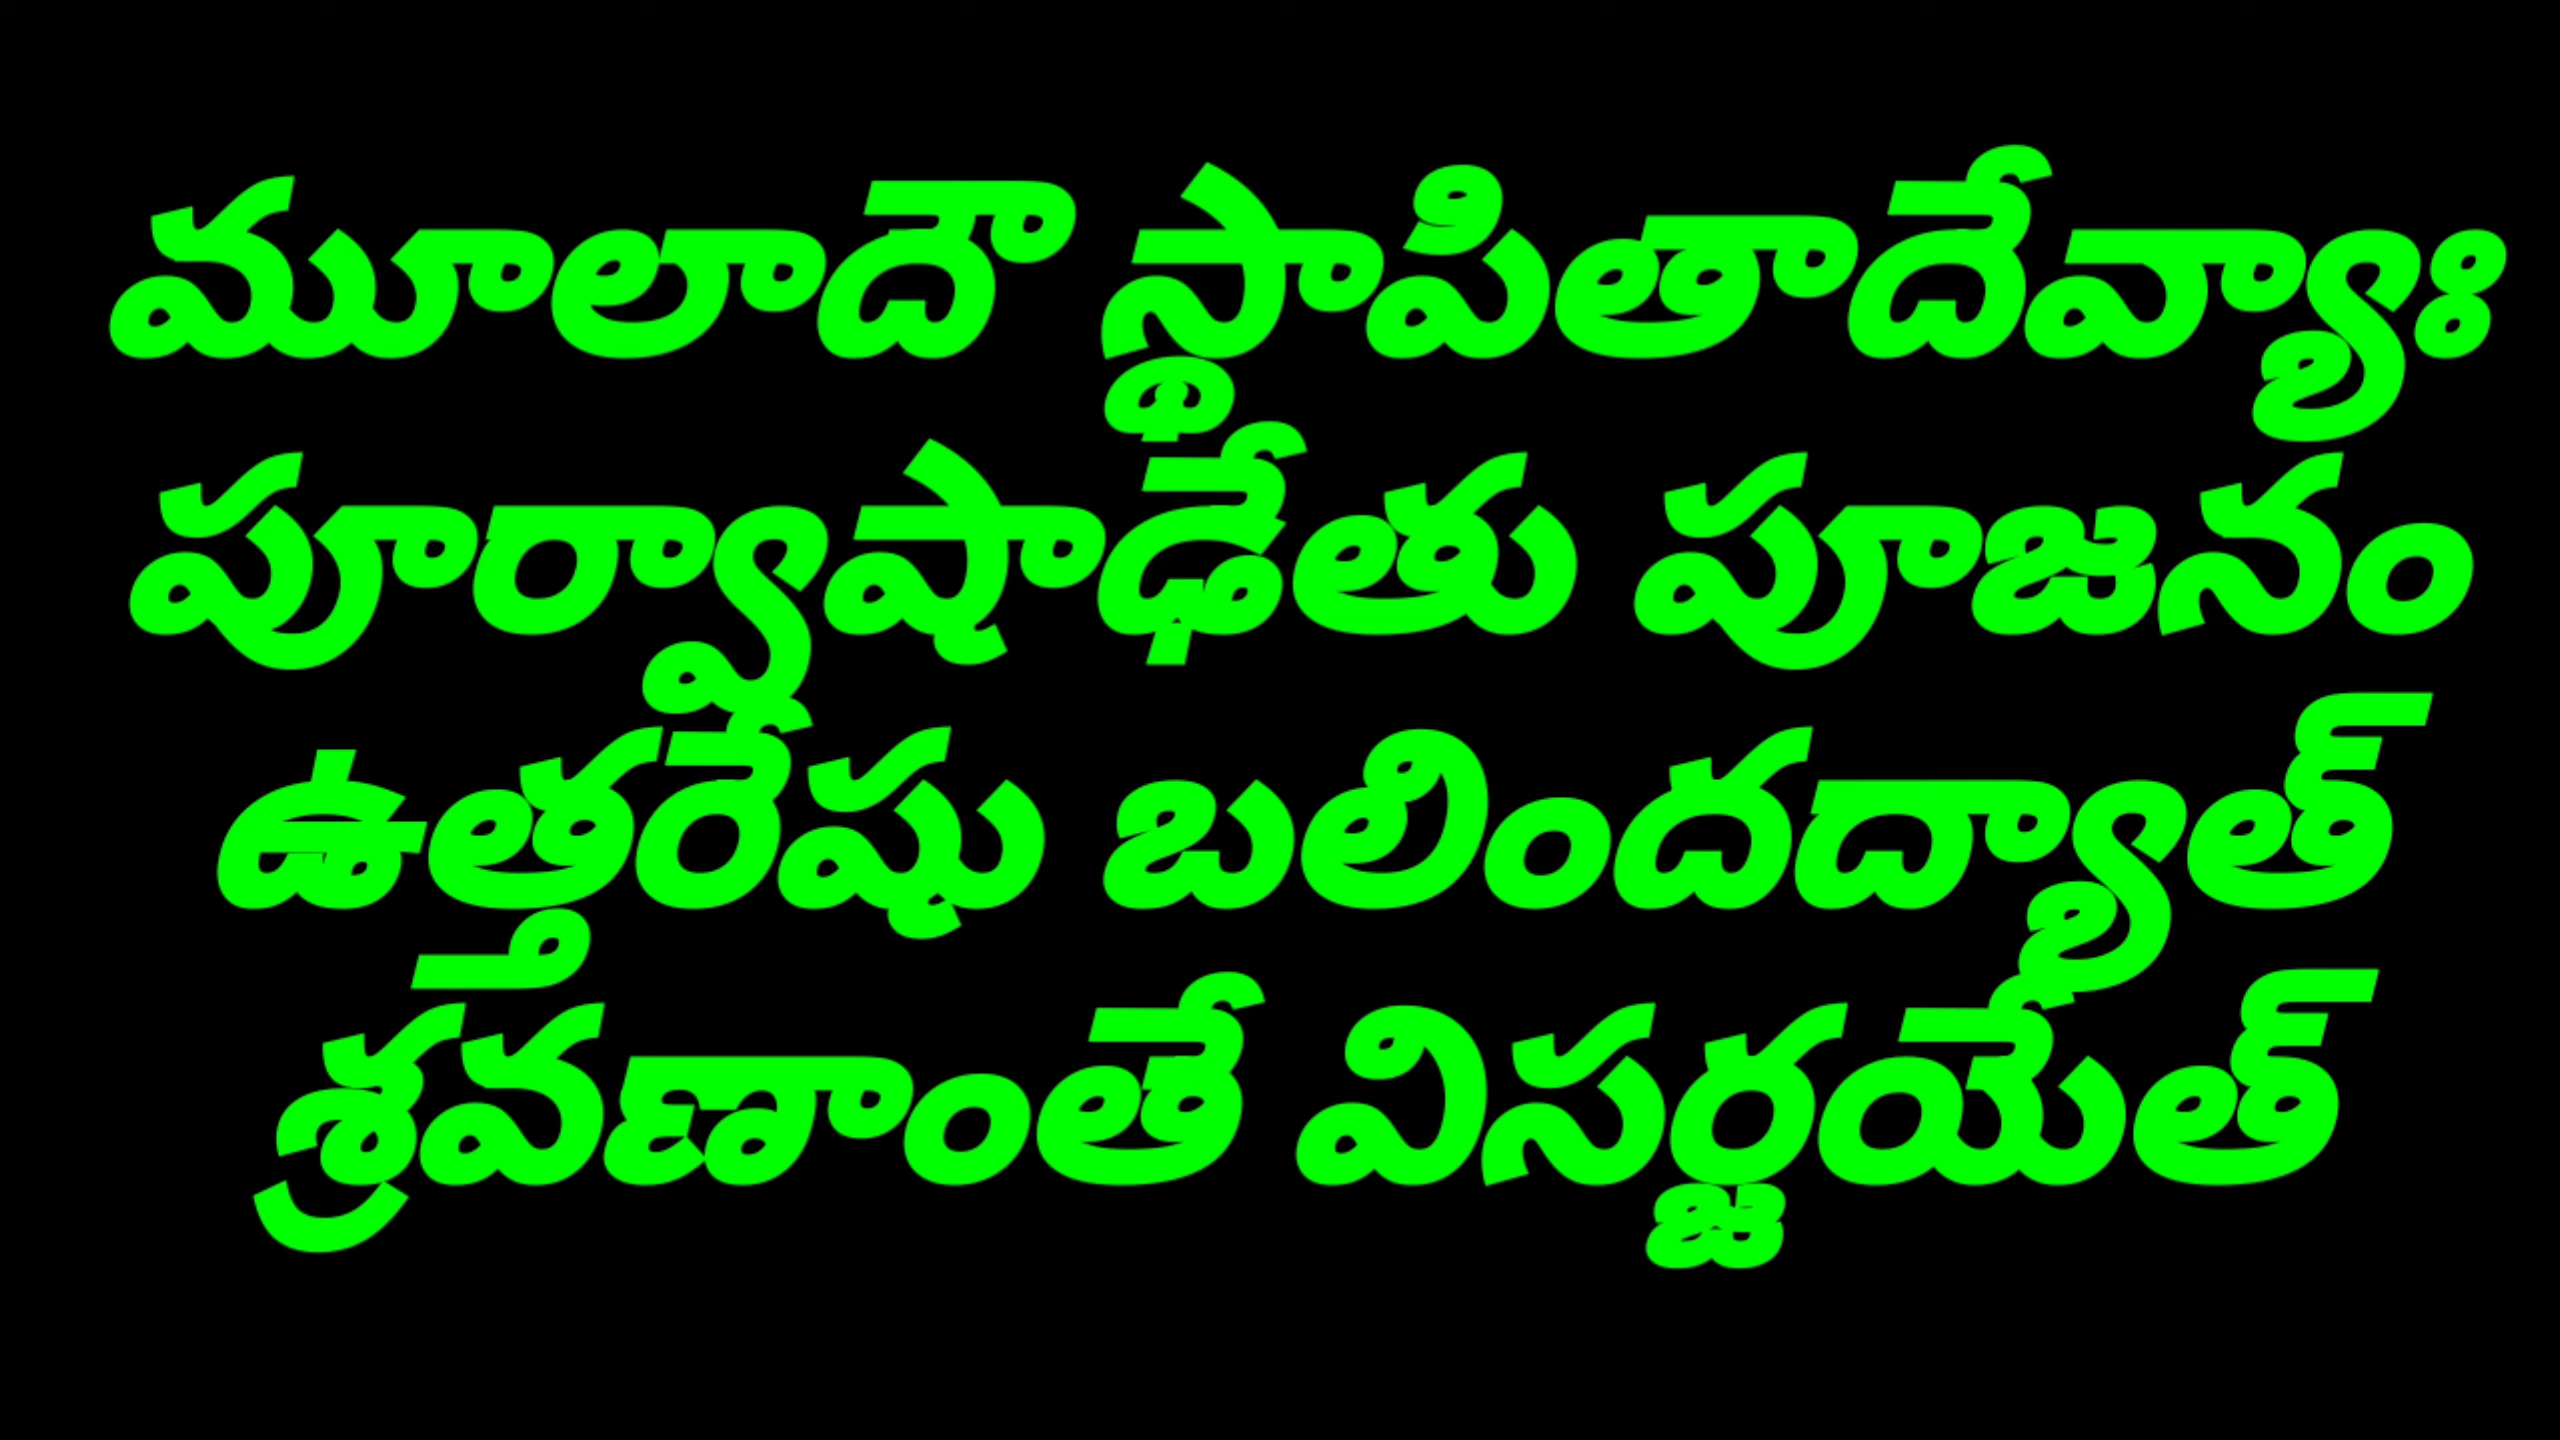 మూలాదౌ స్థాపితాదేవ్యాః
పూర్వాషాఢేతు పూజనం
ఉత్తరేషు బలిందద్యాత్
శ్రవణాంతే విసర్జయేత్